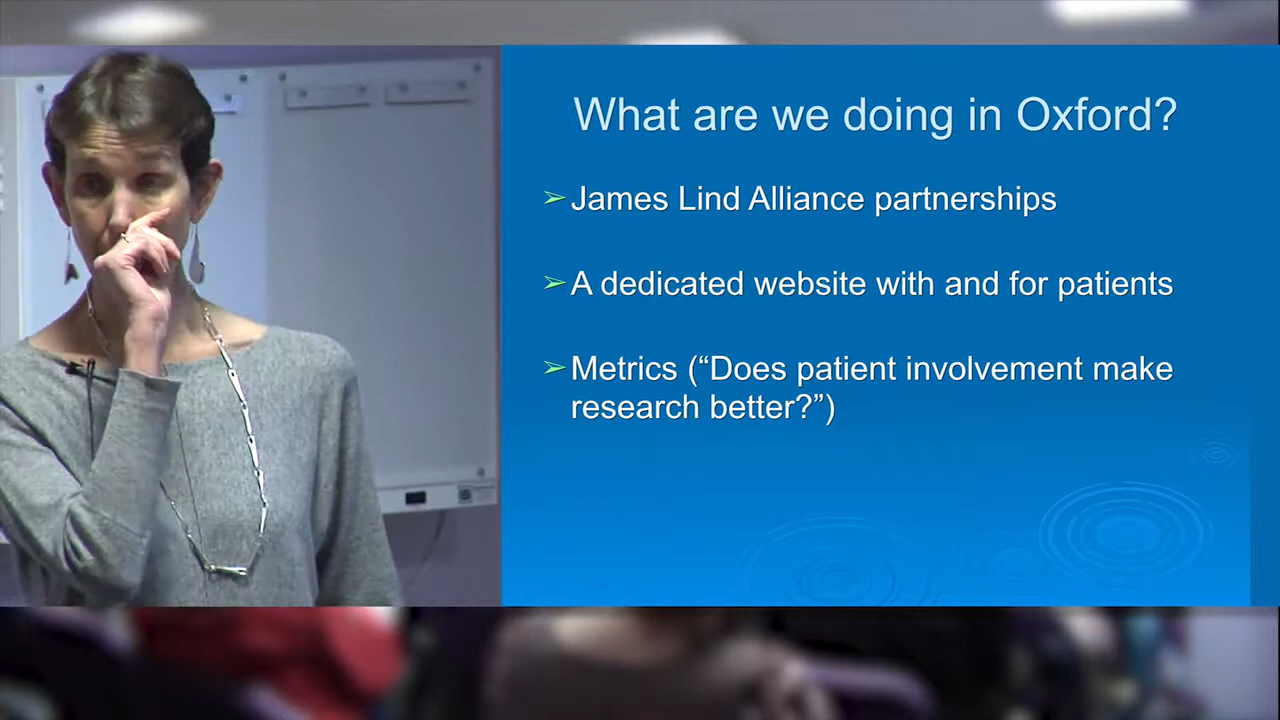 What are we doing in Oxford?
➢James Lind Alliance partnerships
➢A dedicated website with and for patients
➢Metrics (“Does patient involvement make
research better?”)